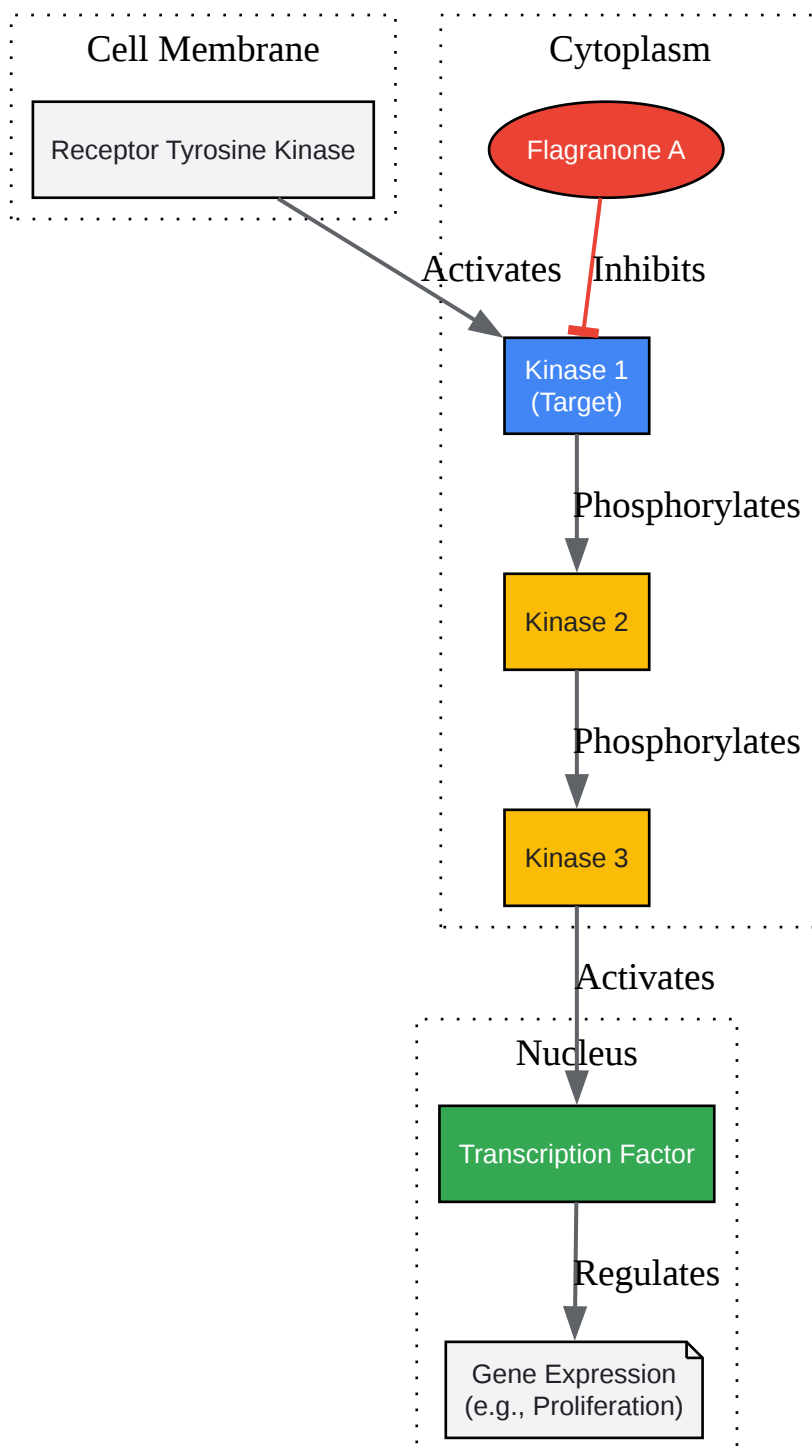 Cell Membrane
Cytoplasm
Receptor Tyrosine Kinase
Flagranone A
Activates
Inhibits
Kinase 1
(Target)
Phosphorylates
Kinase 2
Phosphorylates
Kinase 3
Activates
Nucleus
Transcription Factor
Regulates
Gene Expression
(e.g., Proliferation)